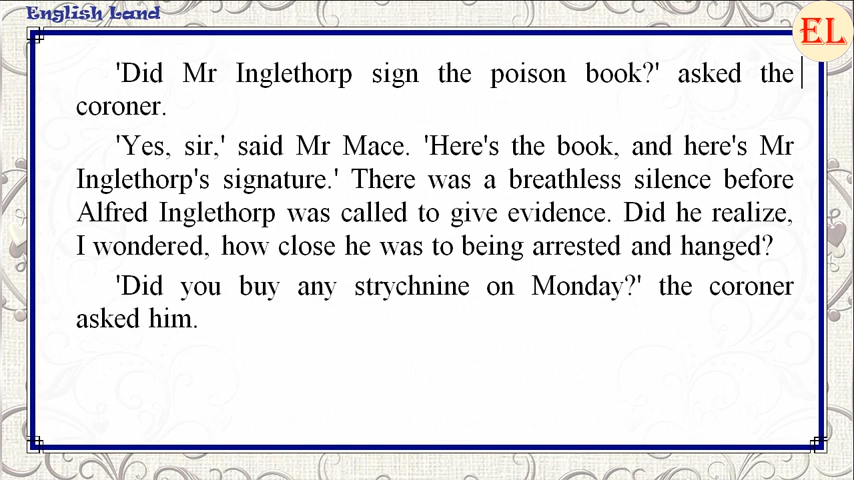 English Land
EL
'Did Mr Inglethorp sign the poison book?' asked the
coroner.
'Yes, sir,' said Mr Mace. 'Here's the book, and here's Mr
Inglethorp's signature.' There was a breathless silence before
Alfred Inglethorp was called to give evidence. Did he realize,
I wondered, how close he was to being arrested and hanged?
'Did you buy any strychnine on Monday?' the coroner
asked him.